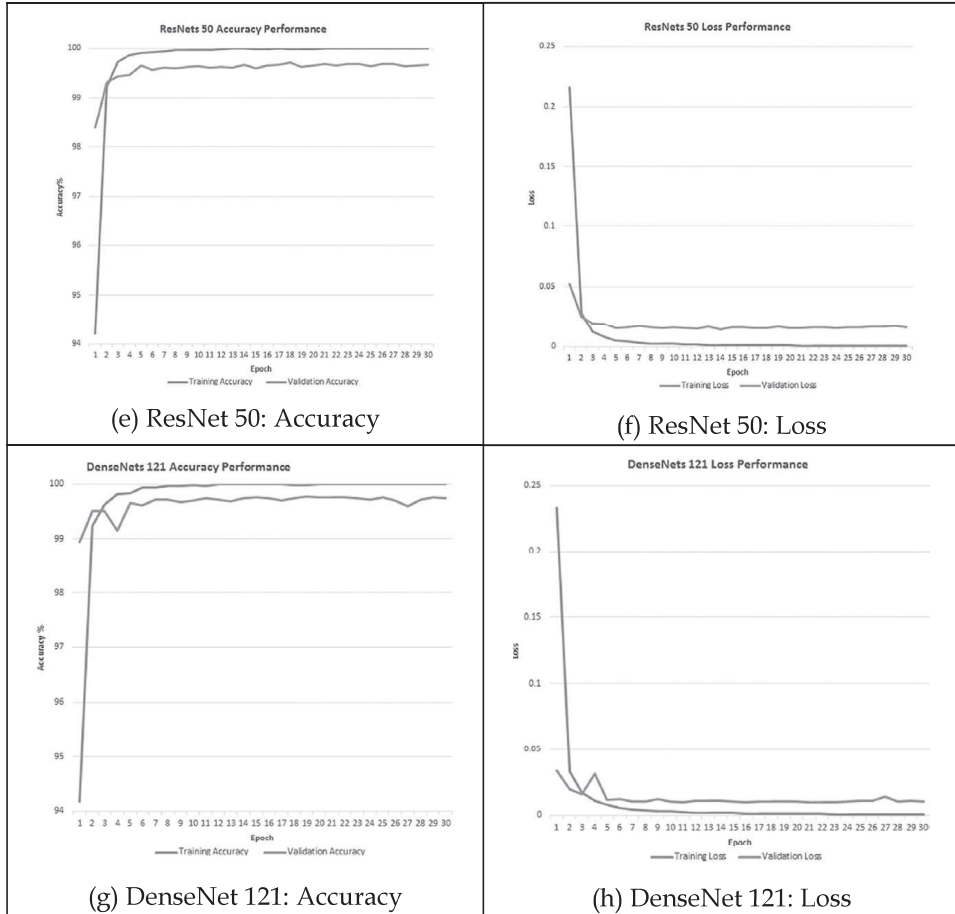 ResNets 50 Accuracy Performance
100
99
98
97
96
95
94
Accuracy%
1 2 3 4 5 6 7 8 9 10 11 12 13 14 15 16 17 18 19 20 21 22 23 24 25 26 27 28 29 30
Epoch
Training Accuracy Validation Accuracy
(e) ResNet 50: Accuracy
ResNets 50 Loss Performance
0.25
0.2
0.15
0.1
0.05
0
Loss
1 2 3 4 5 6 7 8 9 10 11 12 13 14 15 16 17 18 19 20 21 22 23 24 25 26 27 28 29 30
Epoch
Training Loss Validation Loss
(f) ResNet 50: Loss
DenseNets 121 Accuracy Performance
100
99
98
97
96
95
94
Accuracy %
1 2 3 4 5 6 7 8 9 10 11 12 13 14 15 16 17 18 19 20 21 22 23 24 25 26 27 28 29 30
Epoch
Training Accuracy Validation Accuracy
(g) DenseNet 121: Accuracy
DenseNets 121 Loss Performance
0.25
0.2
0.15
0.1
0.05
0
Loss
1 2 3 4 5 6 7 8 9 10 11 12 13 14 15 16 17 18 19 20 21 22 23 24 25 26 27 28 29 30
Epoch
Training Loss Validation Loss
(h) DenseNet 121: Loss